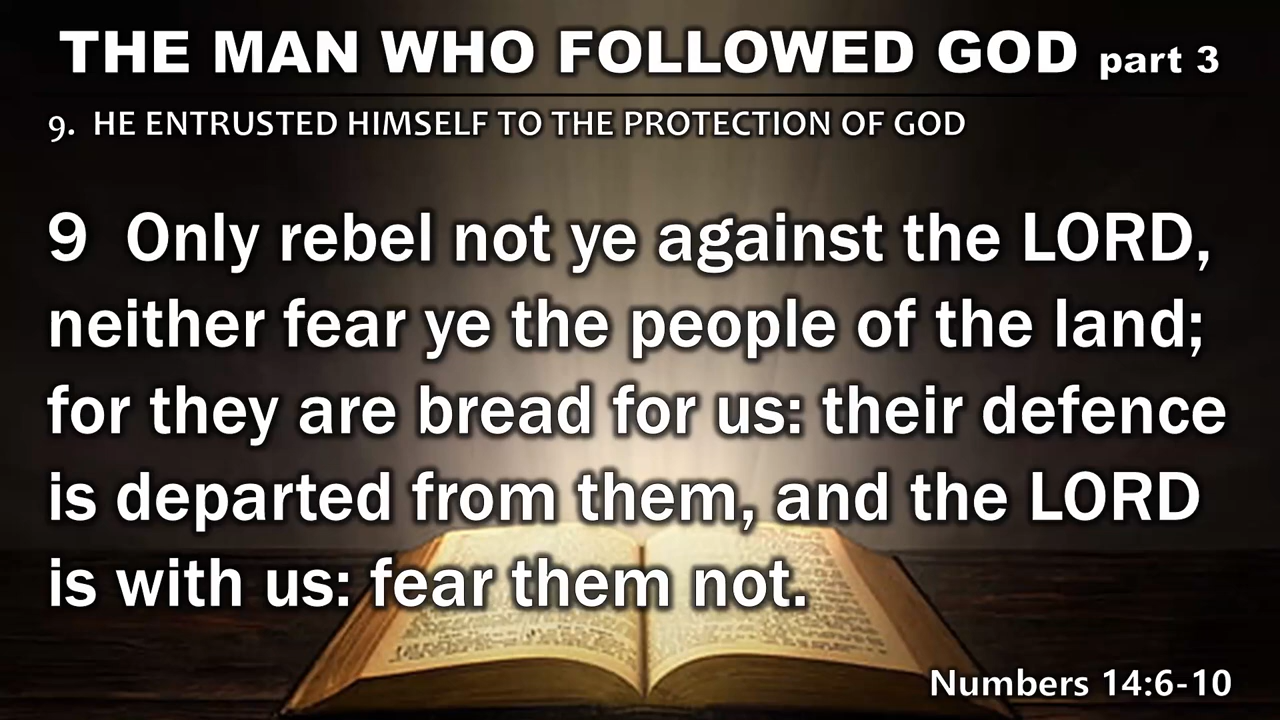 THE MAN WHO FOLLOWED GOD part 3
9. HE ENTRUSTED HIMSELF TO THE PROTECTION OF GOD
9 Only rebel not ye against the LORD,
neither fear ye the people of the land;
for they are bread for us: their defence
is departed from them, and the LORD
is with us: fear them not.
Numbers 14:6-10